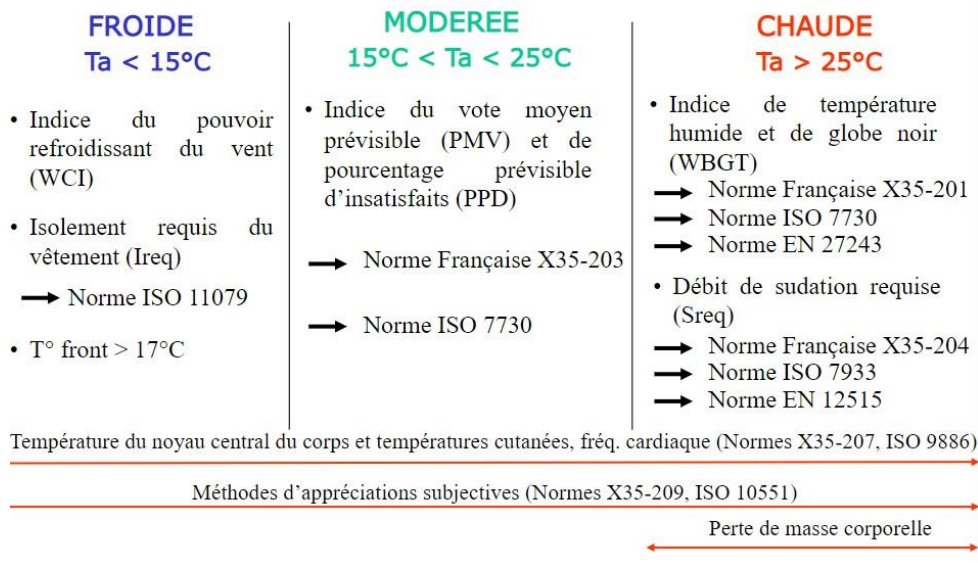 FROIDE
Ta < 15°C
• Indice du pouvoir
refroidissant du vent
(WCI)
• Isolement requis du
vêtement (Ireq)
Norme ISO 11079
• T° front > 17°C
MODEREE
15°C < Ta < 25°C
• Indice du vote moyen
prévisible (PMV) et de
pourcentage prévisible
d'insatisfaits (PPD)
Norme Française X35-203
Norme ISO 7730
CHAUDE
Ta > 25°C
• Indice de température
humide et de globe noir
(WBGT)
Norme Française X35-201
Norme ISO 7730
Norme EN 27243
• Débit de sudation requise
(Sreq)
Norme Française X35-204
Norme ISO 7933
Norme EN 12515
Température du noyau central du corps et températures cutanées, fréq. cardiaque (Normes X35-207, ISO 9886)
Méthodes d'appréciations subjectives (Normes X35-209, ISO 10551)
Perte de masse corporelle